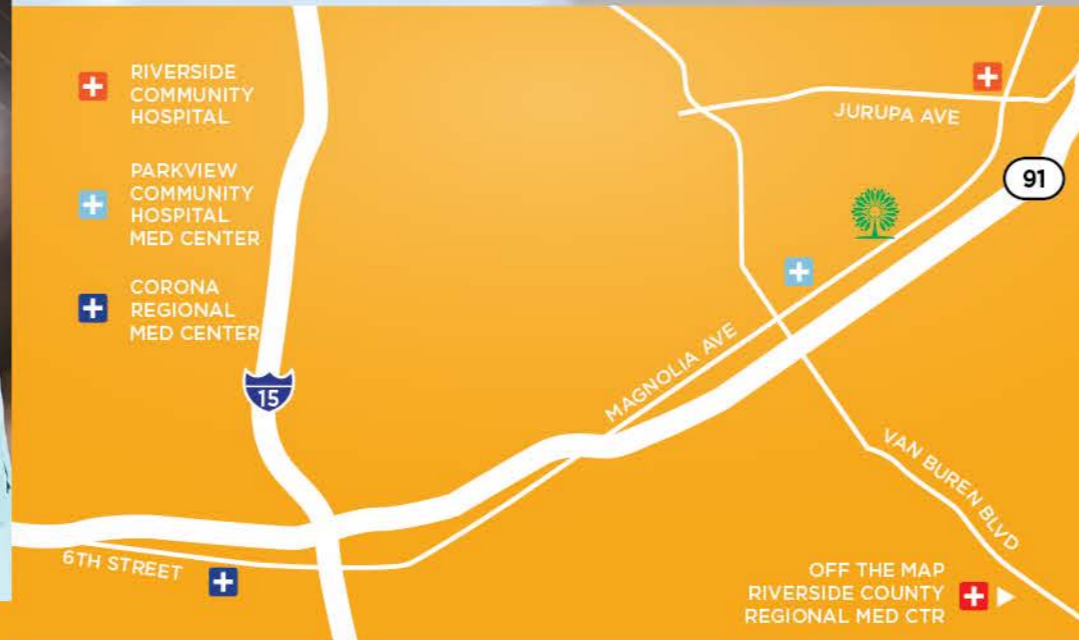 RIVERSIDE
COMMUNITY
HOSPITAL
PARKVIEW
COMMUNITY
HOSPITAL
MED CENTER
CORONA
REGIONAL
MED CENTER
JURUPA AVE
91
15
MAGNOLIA AVE
VAN BUREN BLVD
6TH STREET
OFF THE MAP
RIVERSIDE COUNTY
REGIONAL MED CTR